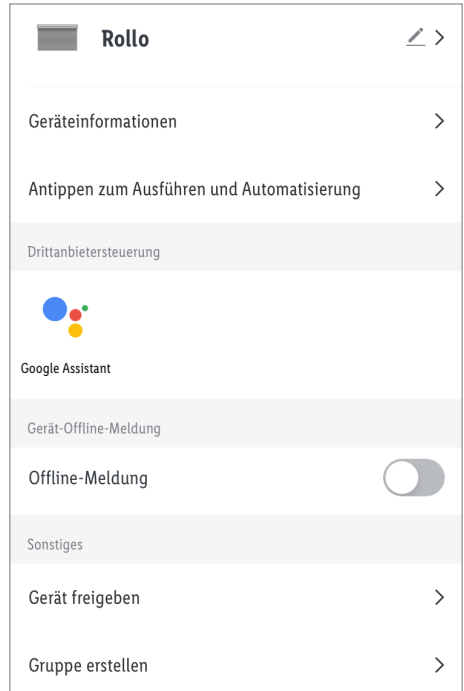 Rollo
Geräteinformationen
Antippen zum Ausführen und Automatisierung
Drittanbietersteuerung
Google Assistant
Gerät-Offline-Meldung
Offline-Meldung
Sonstiges
Gerät freigeben
Gruppe erstellen